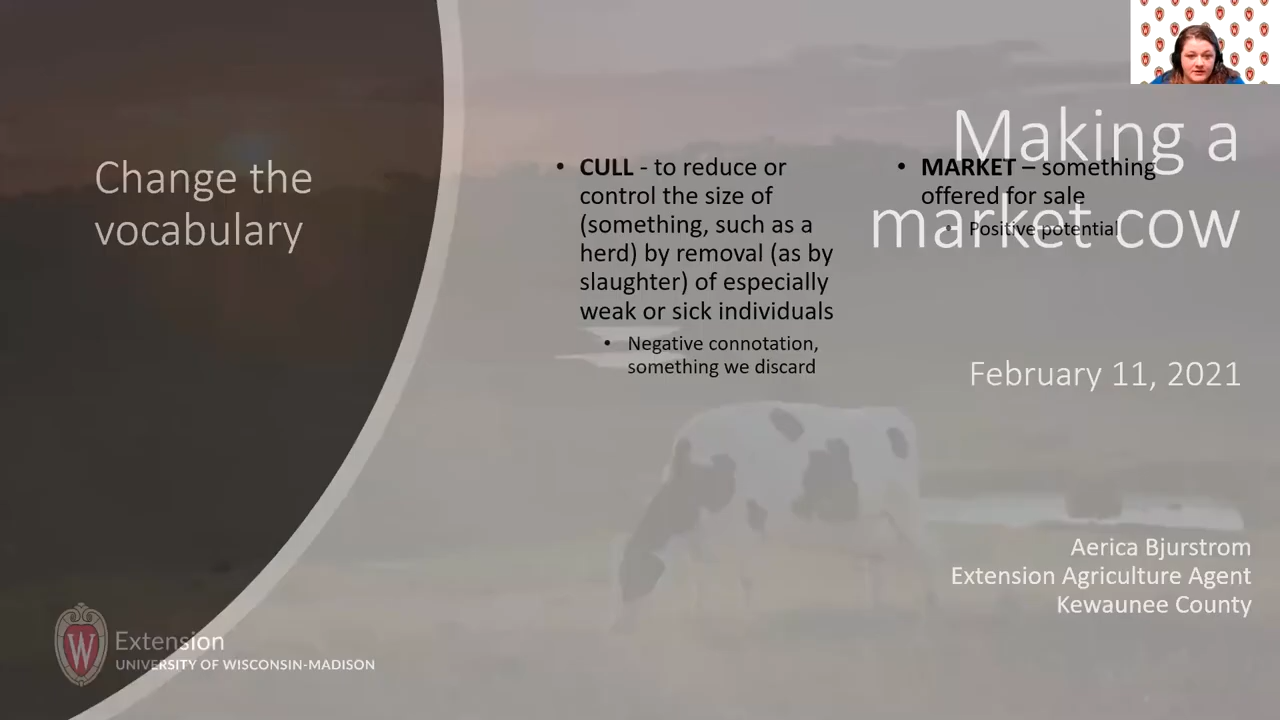 Change the
vocabulary
• CULL - to reduce or
control the size of
(something, such as a
herd) by removal (as by
slaughter) of especially
weak or sick individuals
• Negative connotation,
something we discard
• MARKET – something
offered for sale
• Positive potential
Making a
market cow
February 11, 2021
Aerica Bjurstrom
Extension Agriculture Agent
Kewaunee County
W
Extension
UNIVERSITY OF WISCONSIN-MADISON